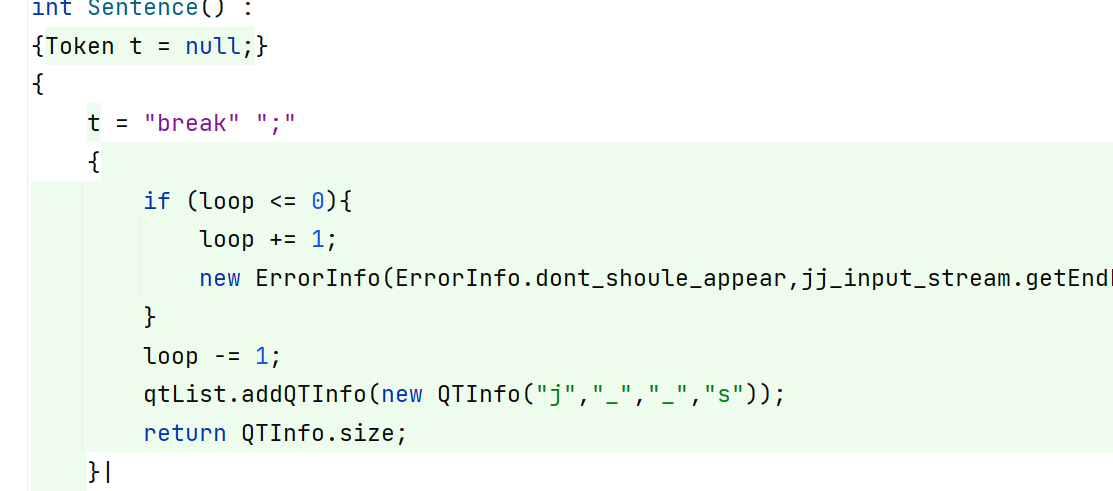 int Sentence() :
{Token t = null;}
{
    t = "break" ";"
    {
        if (loop <= 0){
            loop += 1;
            new ErrorInfo(ErrorInfo.dont_shoule_appear,jj_input_stream.getEnd
        }
        loop -= 1;
        qtList.addQTInfo(new QTInfo("j","_","_","s"));
        return QTInfo.size;
    }